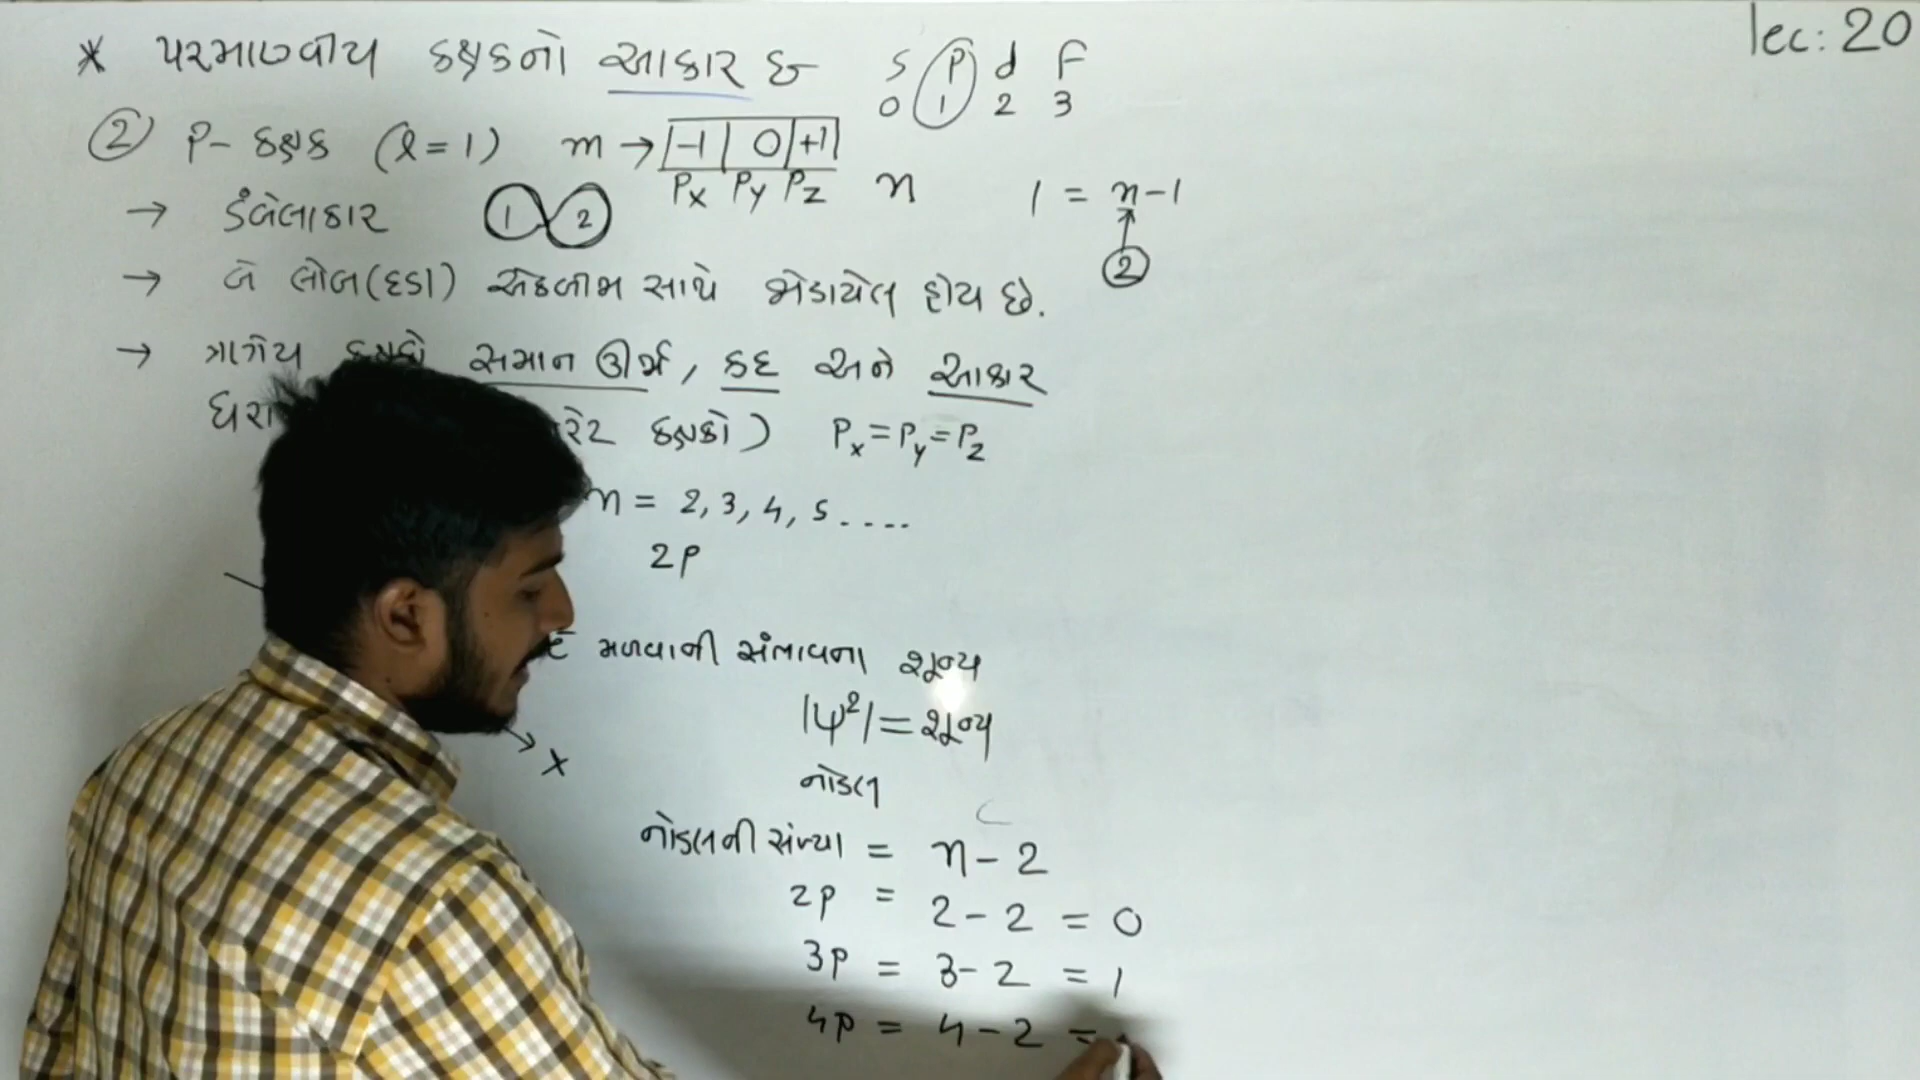 lec: 20
* પરમાણ્વીય કક્ષકનો આકાર છ s p d f
0 1 2 3
② P- કક્ષક (l=1) m → |-1| 0|+1|
Px Py Pz n 1 = n-1
→ ડંબેલાકાર 1 2
②
→ બે લોબ(દડા) એકબીજા સાથે જોડાયેલ હોય છે.
→ ત્રણેય કક્ષકો સમાન ઊર્જા, કદ અને આકાર
ધરા રેટ કક્ષકો) Px=Py=Pz
n = 2, 3, 4, 5 ....
2p
મળવાની સંભાવના શૂન્ય
|ψ²|= શૂન્ય
x
નોડલ
નોડલની સંખ્યા = n-2
2p = 2-2 = 0
3p = 3-2 = 1
4p = 4-2 =